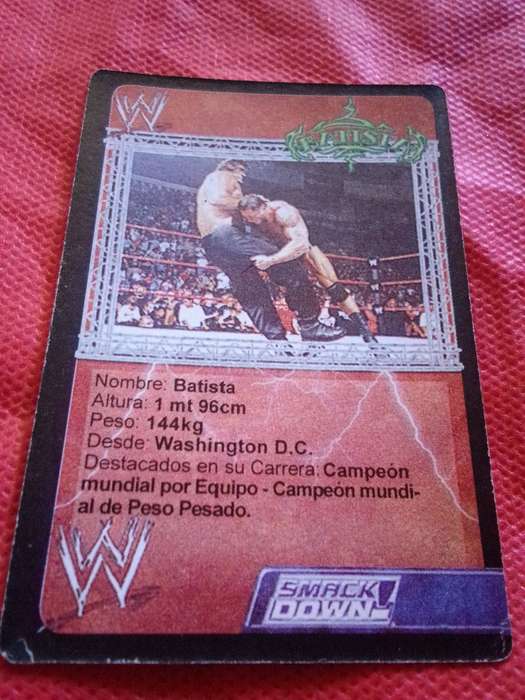 W
BATISTA
Nombre: Batista
Altura: 1 mt 96cm
Peso: 144kg
Desde: Washington D.C.
Destacados en su Carrera: Campeón
mundial por Equipo - Campeón mundi-
al de Peso Pesado.
W
SMACK
DOWN!